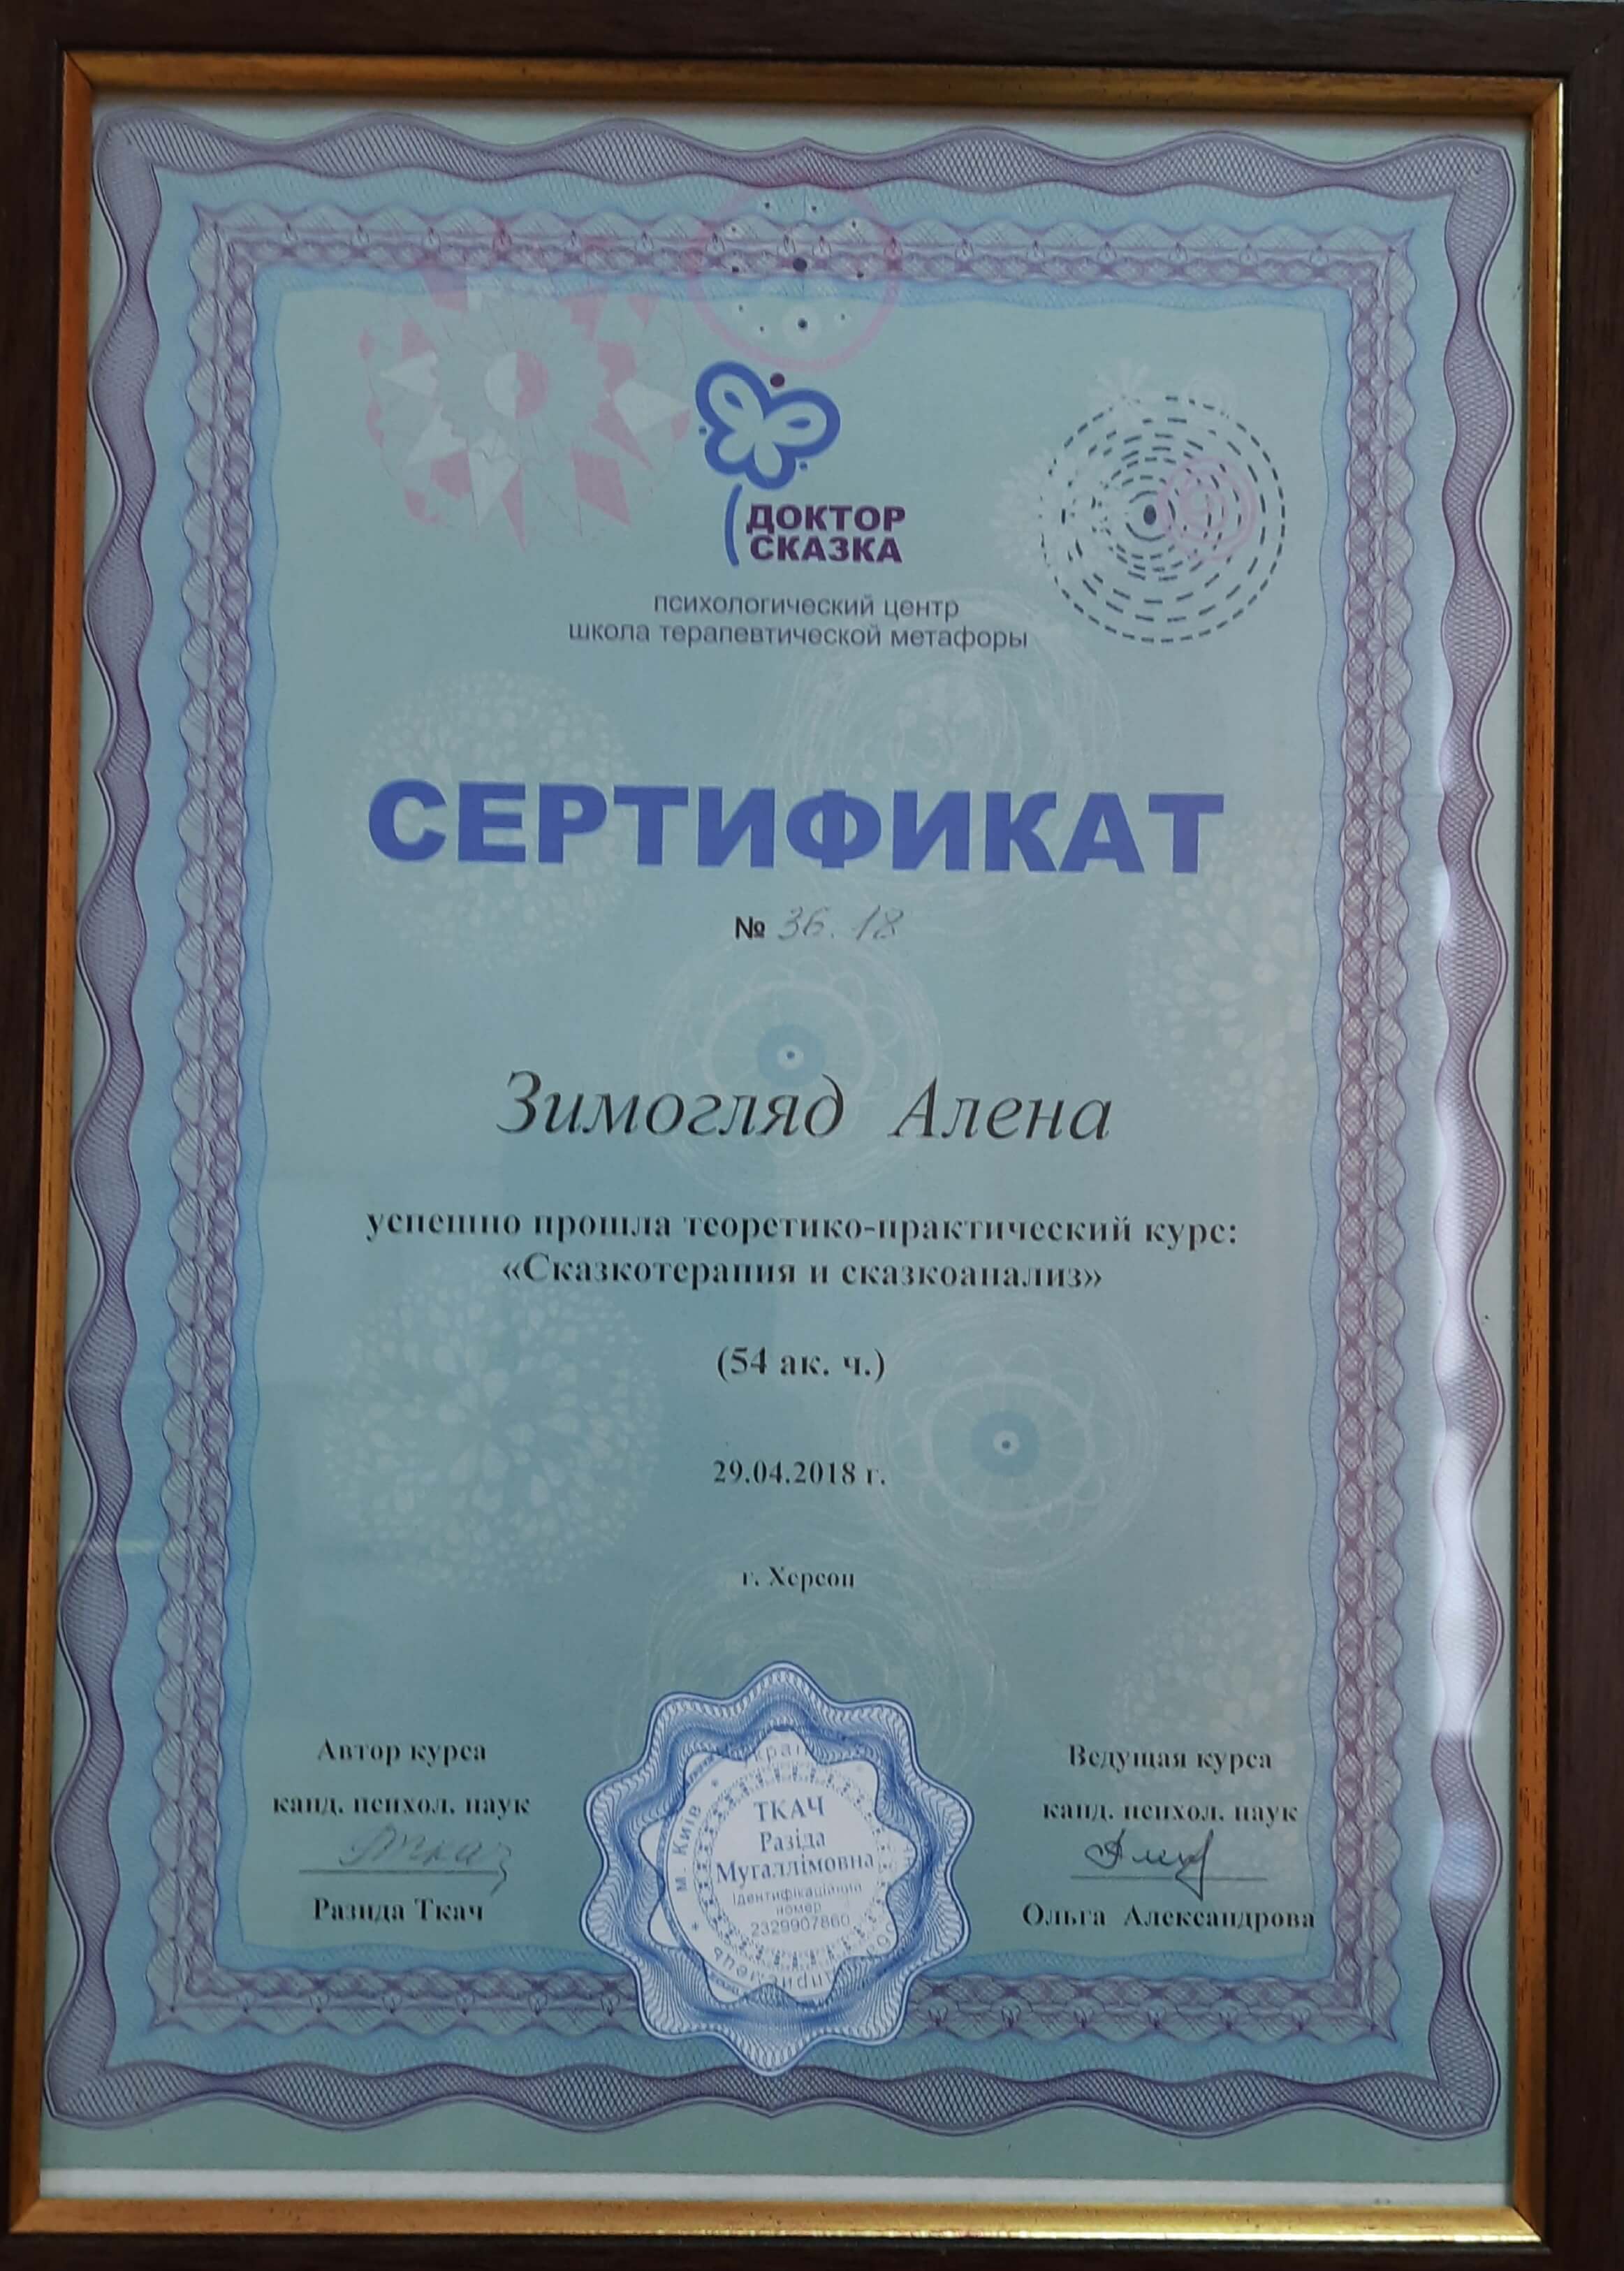 ДОКТОР
СКАЗКА
психологический центр
школа терапевтической метафоры
СЕРТИФИКАТ
№ 36.18
Зимогляд Алена
успешно прошла теоретико-практический курс:
«Сказкотерапия и сказкоанализ»
(54 ак. ч.)
29.04.2018 г.
г. Херсон
Автор курса
канд. психол. наук
Разида Ткач
м. Київ
ТКАЧ
Разіда
Мугаллімовна
Ідентифікаційний
номер
2329907860
Ведущая курса
канд. психол. наук
Ольга Александрова